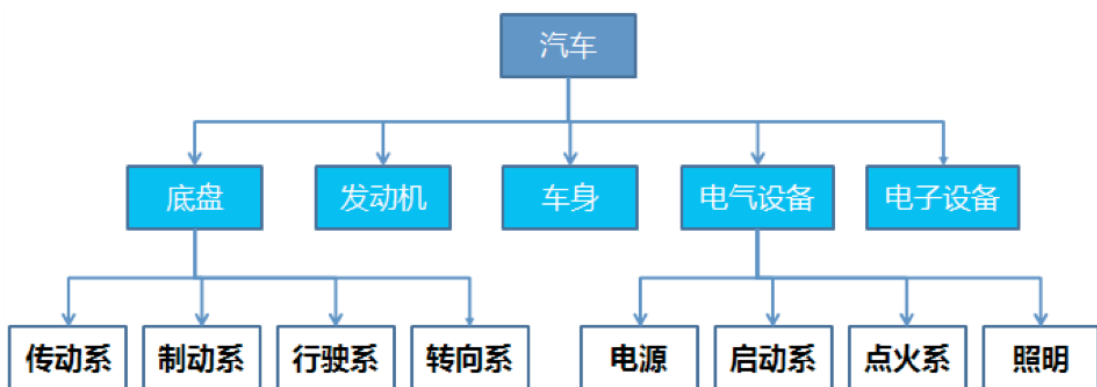 汽车
底盘 发动机 车身 电气设备 电子设备
传动系 制动系 行驶系 转向系 电源 启动系 点火系 照明